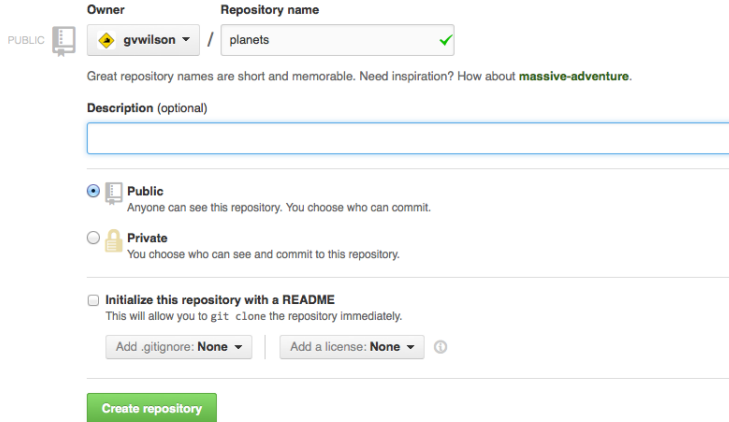 Owner Repository name
PUBLIC gvwilson / planets
Great repository names are short and memorable. Need inspiration? How about massive-adventure.
Description (optional)
Public
Anyone can see this repository. You choose who can commit.
Private
You choose who can see and commit to this repository.
Initialize this repository with a README
This will allow you to git clone the repository immediately.
Add .gitignore: None Add a license: None
Create repository